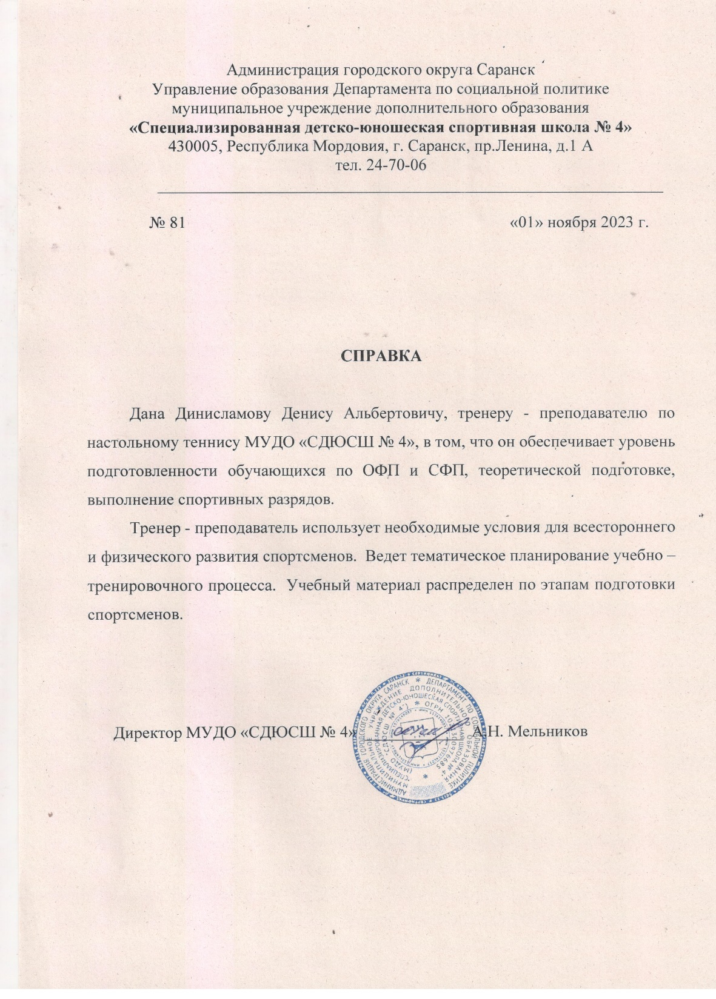 Администрация городского округа Саранск
Управление образования Департамента по социальной политике
муниципальное учреждение дополнительного образования
«Специализированная детско-юношеская спортивная школа № 4»
430005, Республика Мордовия, г. Саранск, пр.Ленина, д.1 А
тел. 24-70-06
№ 81 «01» ноября 2023 г.
СПРАВКА
Дана Динисламову Денису Альбертовичу, тренеру - преподавателю по
настольному теннису МУДО «СДЮСШ № 4», в том, что он обеспечивает уровень
подготовленности обучающихся по ОФП и СФП, теоретической подготовке,
выполнение спортивных разрядов.
Тренер - преподаватель использует необходимые условия для всестороннего
и физического развития спортсменов. Ведет тематическое планирование учебно –
тренировочного процесса. Учебный материал распределен по этапам подготовки
спортсменов.
Директор МУДО «СДЮСШ № 4» А.Н. Мельников
АДМИНИСТРАЦИЯ ГОРОДСКОГО ОКРУГА САРАНСК * ДЕПАРТАМЕНТ ПО СОЦИАЛЬНОЙ ПОЛИТИКЕ
МУНИЦИПАЛЬНОЕ УЧРЕЖДЕНИЕ ДОПОЛНИТЕЛЬНОГО ОБРАЗОВАНИЯ
"СПЕЦИАЛИЗИРОВАННАЯ ДЕТСКО-ЮНОШЕСКАЯ СПОРТИВНАЯ ШКОЛА № 4"
(МУДО "СДЮСШ № 4") * ОГРН